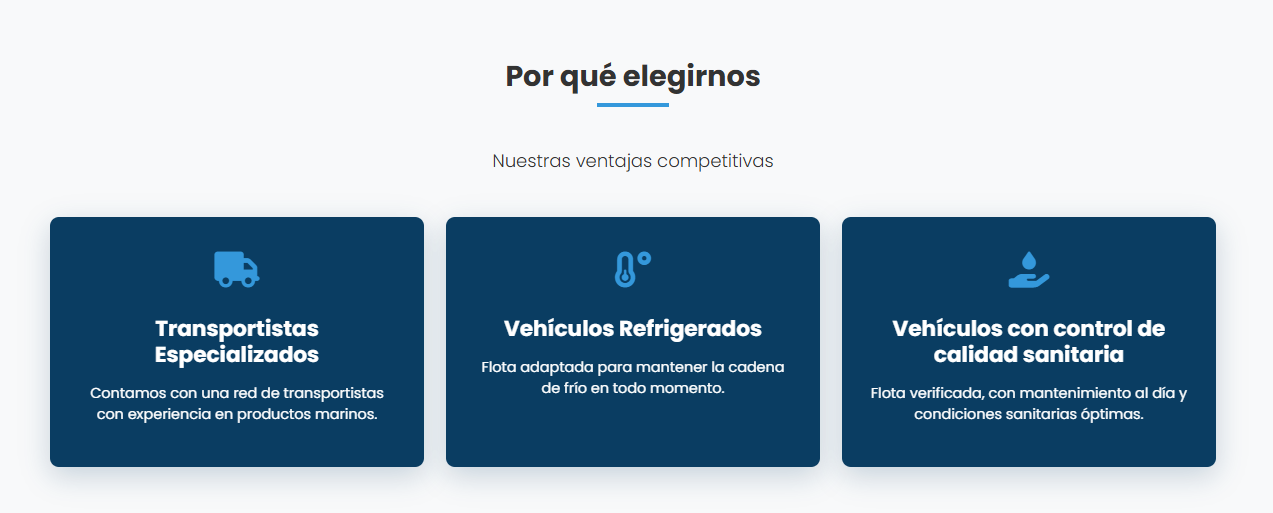 Por qué elegirnos
Nuestras ventajas competitivas
Transportistas
Especializados
Contamos con una red de transportistas
con experiencia en productos marinos.
Vehículos Refrigerados
Flota adaptada para mantener la cadena
de frío en todo momento.
Vehículos con control de
calidad sanitaria
Flota verificada, con mantenimiento al día y
condiciones sanitarias óptimas.